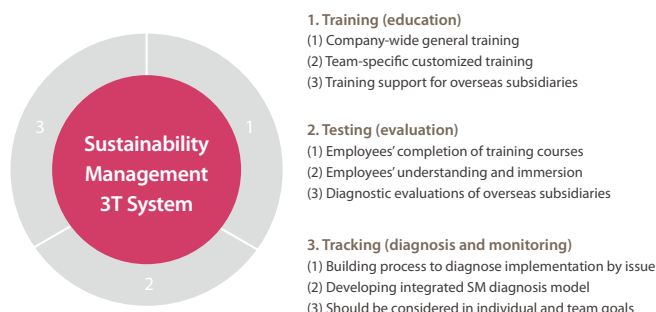 3
1
2
Sustainability
Management
3T System
1. Training (education)
(1) Company-wide general training
(2) Team-specific customized training
(3) Training support for overseas subsidiaries
2. Testing (evaluation)
(1) Employees' completion of training courses
(2) Employees' understanding and immersion
(3) Diagnostic evaluations of overseas subsidiaries
3. Tracking (diagnosis and monitoring)
(1) Building process to diagnose implementation by issue
(2) Developing integrated SM diagnosis model
(3) Should be considered in individual and team goals